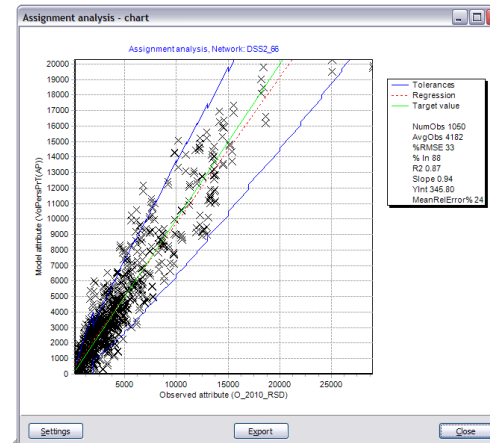 Assignment analysis - chart
Assignment analysis, Network: DSS2_66
20000
19000
18000
17000
16000
15000
14000
13000
12000
11000
10000
9000
8000
7000
6000
5000
4000
3000
2000
1000
0
Model attribute (VolPersPrT(AP))
5000
10000
15000
20000
25000
Observed attribute (O_2010_RSD)
Tolerances
Regression
Target value
NumObs 1060
AvgObs 4182
%RMSE 33
% In 88
R2 0.87
Slope 0.94
YInt 346.80
MeanRelError% 24
Settings
Export
Close